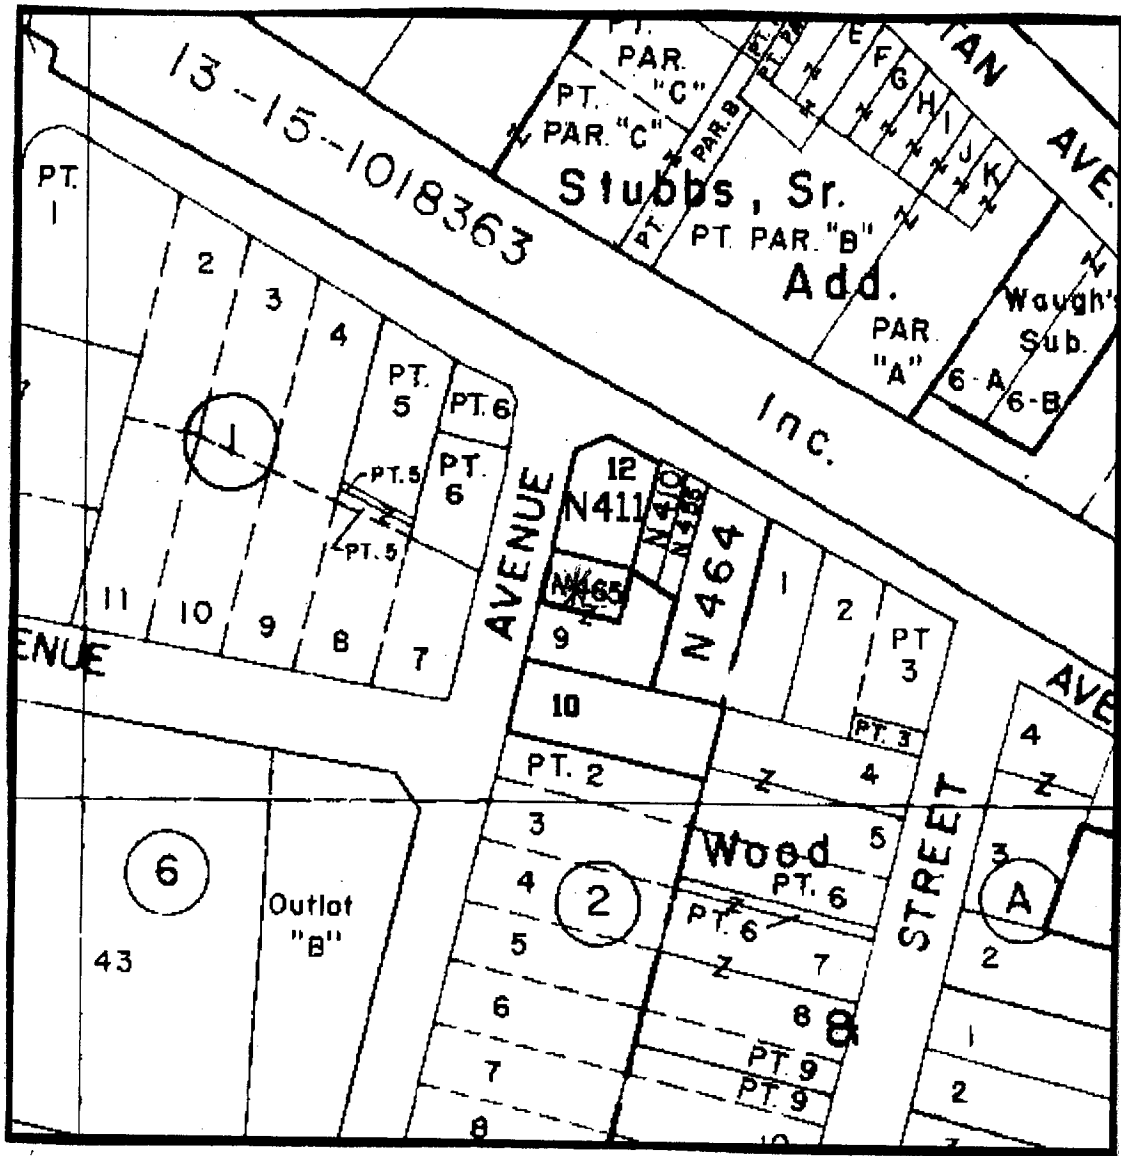 13-15-1018363
Inc.
PT.
PAR.
"C"
PT.
PAR. "C"
PAR. B
PT.
E
F
G
H
I
J
K
TAN
AVE.
Stubbs, Sr.
PT. PAR. "B"
Add.
PAR.
"A"
Waugh's
Sub.
6-A
6-B
PT.
1
2
3
4
PT.
5
PT. 6
PT.
6
PT. 5
PT. 5
1
11
10
9
8
7
ENUE
AVENUE
12
N411
N410
N464
N465
9
10
1
2
PT
3
PT. 3
AVE
PT. 2
3
4
5
6
7
8
2
Z
4
5
Wood
PT. 6
PT. 6
Z
7
8
8
PT. 9
PT. 9
10
STREET
4
Z
3
A
2
1
2
6
43
Outlot
"B"